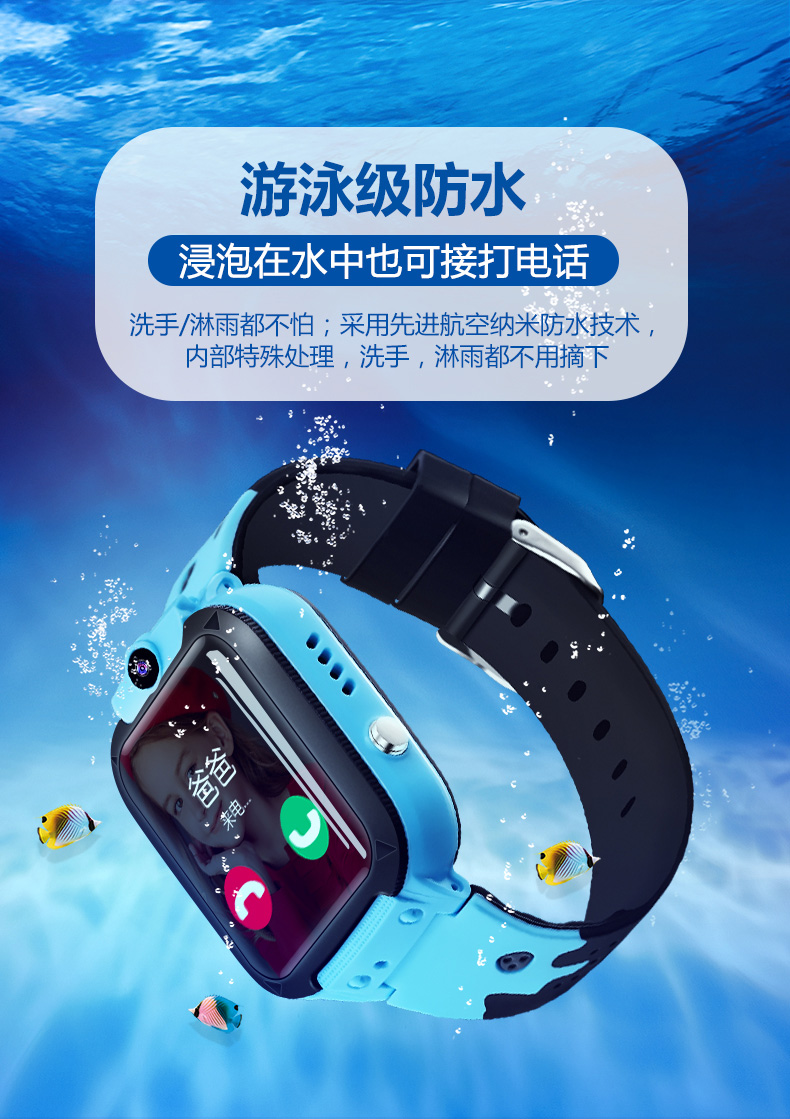 游泳级防水
浸泡在水中也可接打电话
洗手/淋雨都不怕；采用先进航空纳米防水技术，
内部特殊处理，洗手，淋雨都不用摘下
爸爸
来电...